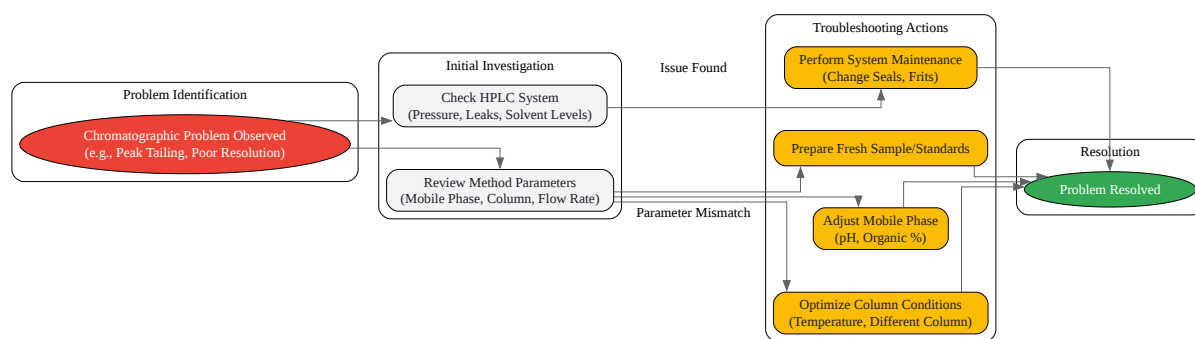 Problem Identification
Chromatographic Problem Observed
(e.g., Peak Tailing, Poor Resolution)
Initial Investigation
Check HPLC System
(Pressure, Leaks, Solvent Levels)
Review Method Parameters
(Mobile Phase, Column, Flow Rate)
Issue Found
Parameter Mismatch
Troubleshooting Actions
Perform System Maintenance
(Change Seals, Frits)
Prepare Fresh Sample/Standards
Adjust Mobile Phase
(pH, Organic %)
Optimize Column Conditions
(Temperature, Different Column)
Resolution
Problem Resolved